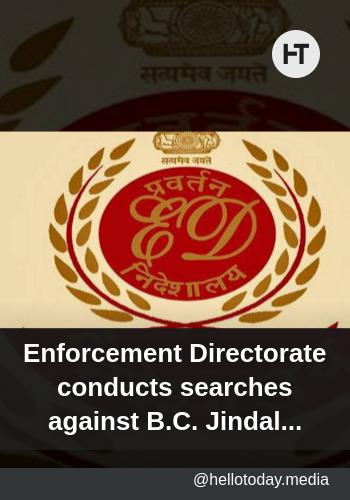 HT
सत्यमेव जयते
सत्यमेव जयते
प्रवर्तन
ED
निदेशालय
Enforcement Directorate
conducts searches
against B.C. Jindal...
@hellotoday.media